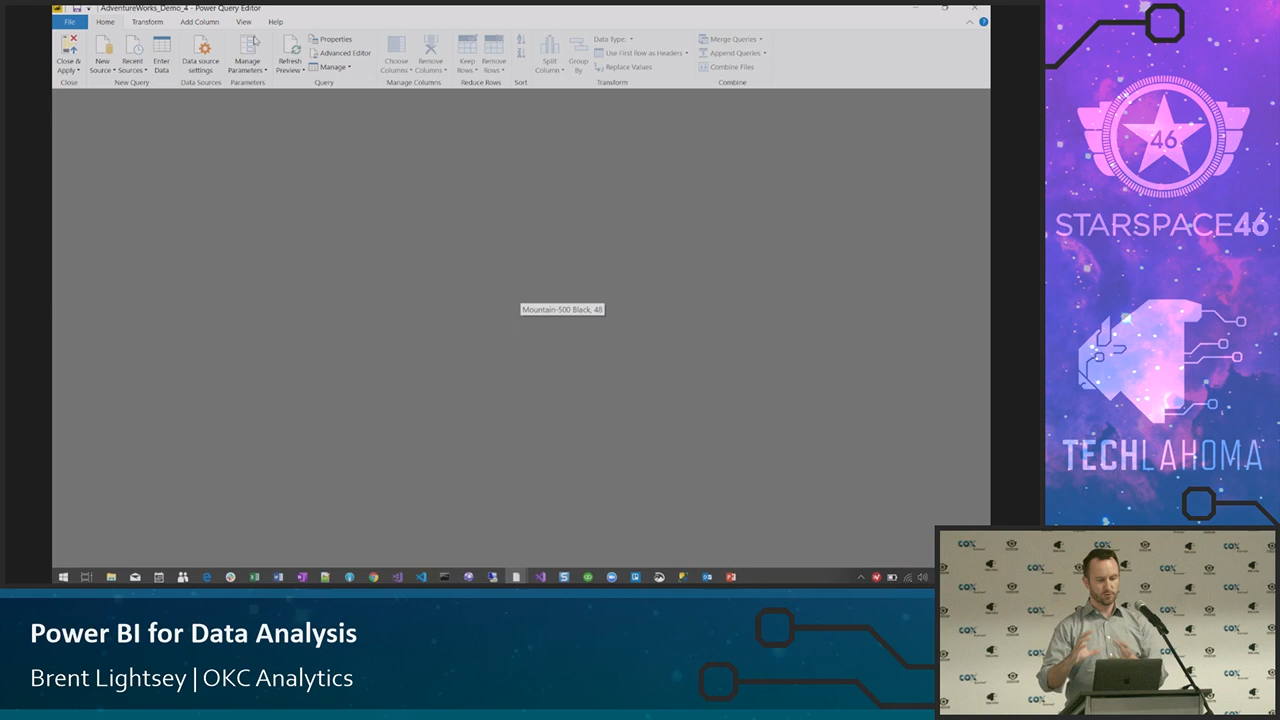 AdventureWorks_Demo_4 - Power Query Editor
File Home Transform Add Column View Help
Close & Apply
New Source
Recent Sources
Enter Data
Data source settings
Manage Parameters
Refresh Preview
Properties
Advanced Editor
Manage
Choose Columns
Remove Columns
Keep Rows
Remove Rows
Split Column
Group By
Data Type:
Use First Row as Headers
Replace Values
Merge Queries
Append Queries
Combine Files
Close
New Query
Data Sources
Parameters
Query
Manage Columns
Reduce Rows
Sort
Transform
Combine
Mountain-500 Black, 48
46
STARSPACE46
TECHLAHOMA
Power BI for Data Analysis
Brent Lightsey | OKC Analytics
COX